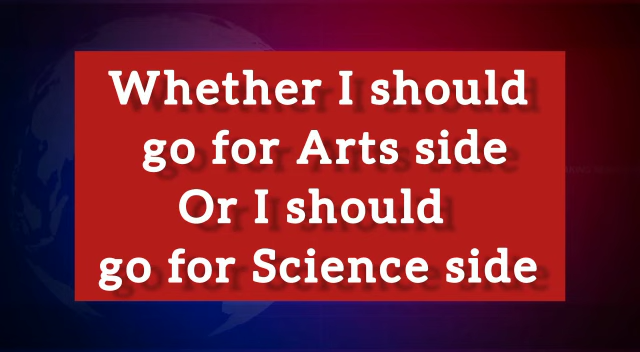 Whether I should
go for Arts side
Or I should
go for Science side